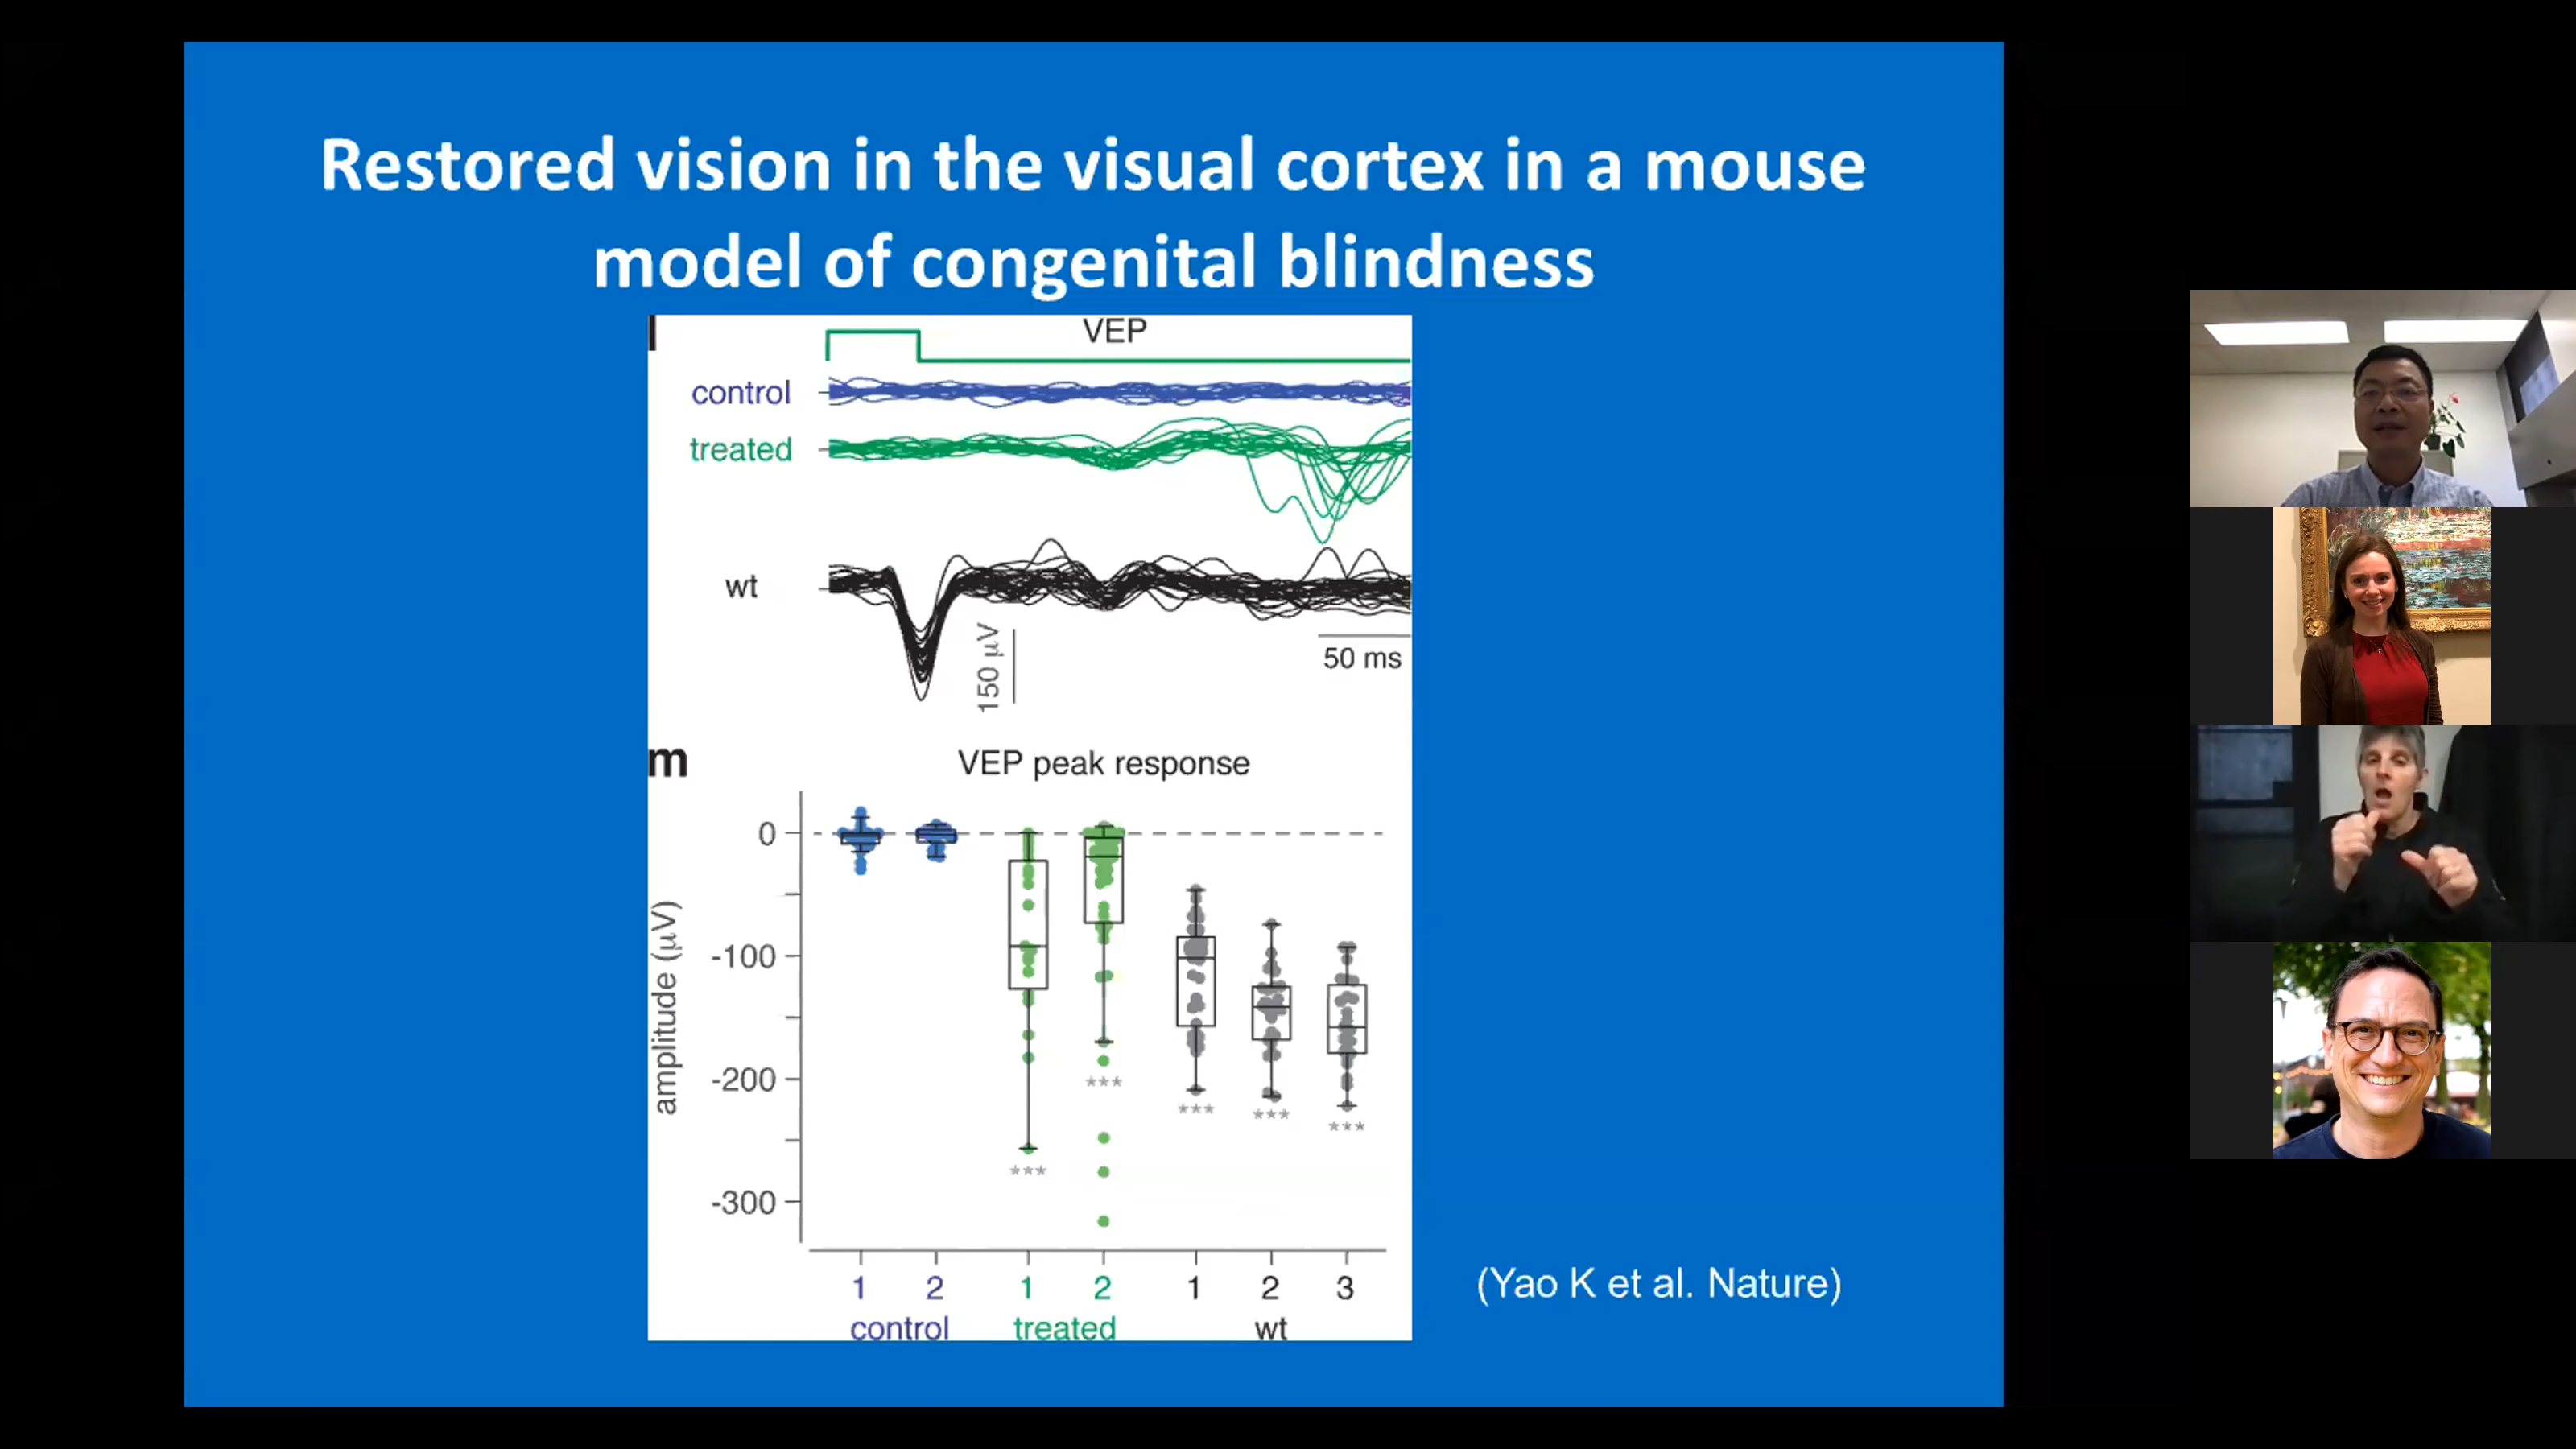 Restored vision in the visual cortex in a mouse
model of congenital blindness
l
VEP
control
treated
wt
150 μV
50 ms
m
VEP peak response
0
-100
-200
-300
amplitude (μV)
***
***
***
***
***
1 2 1 2 1 2 3
control treated wt
(Yao K et al. Nature)